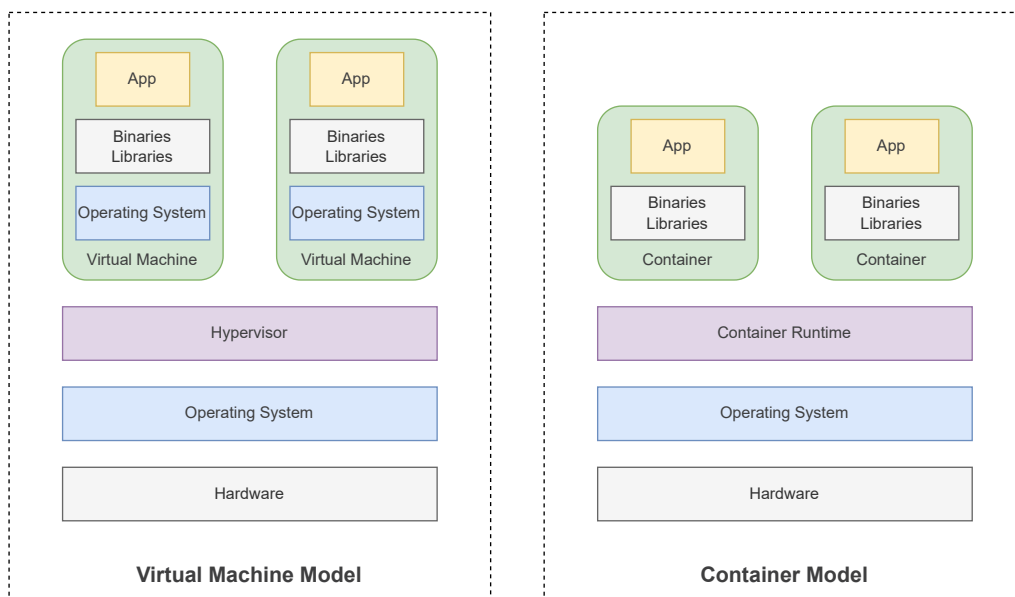 App
Binaries
Libraries
Operating System
Virtual Machine
App
Binaries
Libraries
Operating System
Virtual Machine
Hypervisor
Operating System
Hardware
Virtual Machine Model
App
Binaries
Libraries
Container
App
Binaries
Libraries
Container
Container Runtime
Operating System
Hardware
Container Model